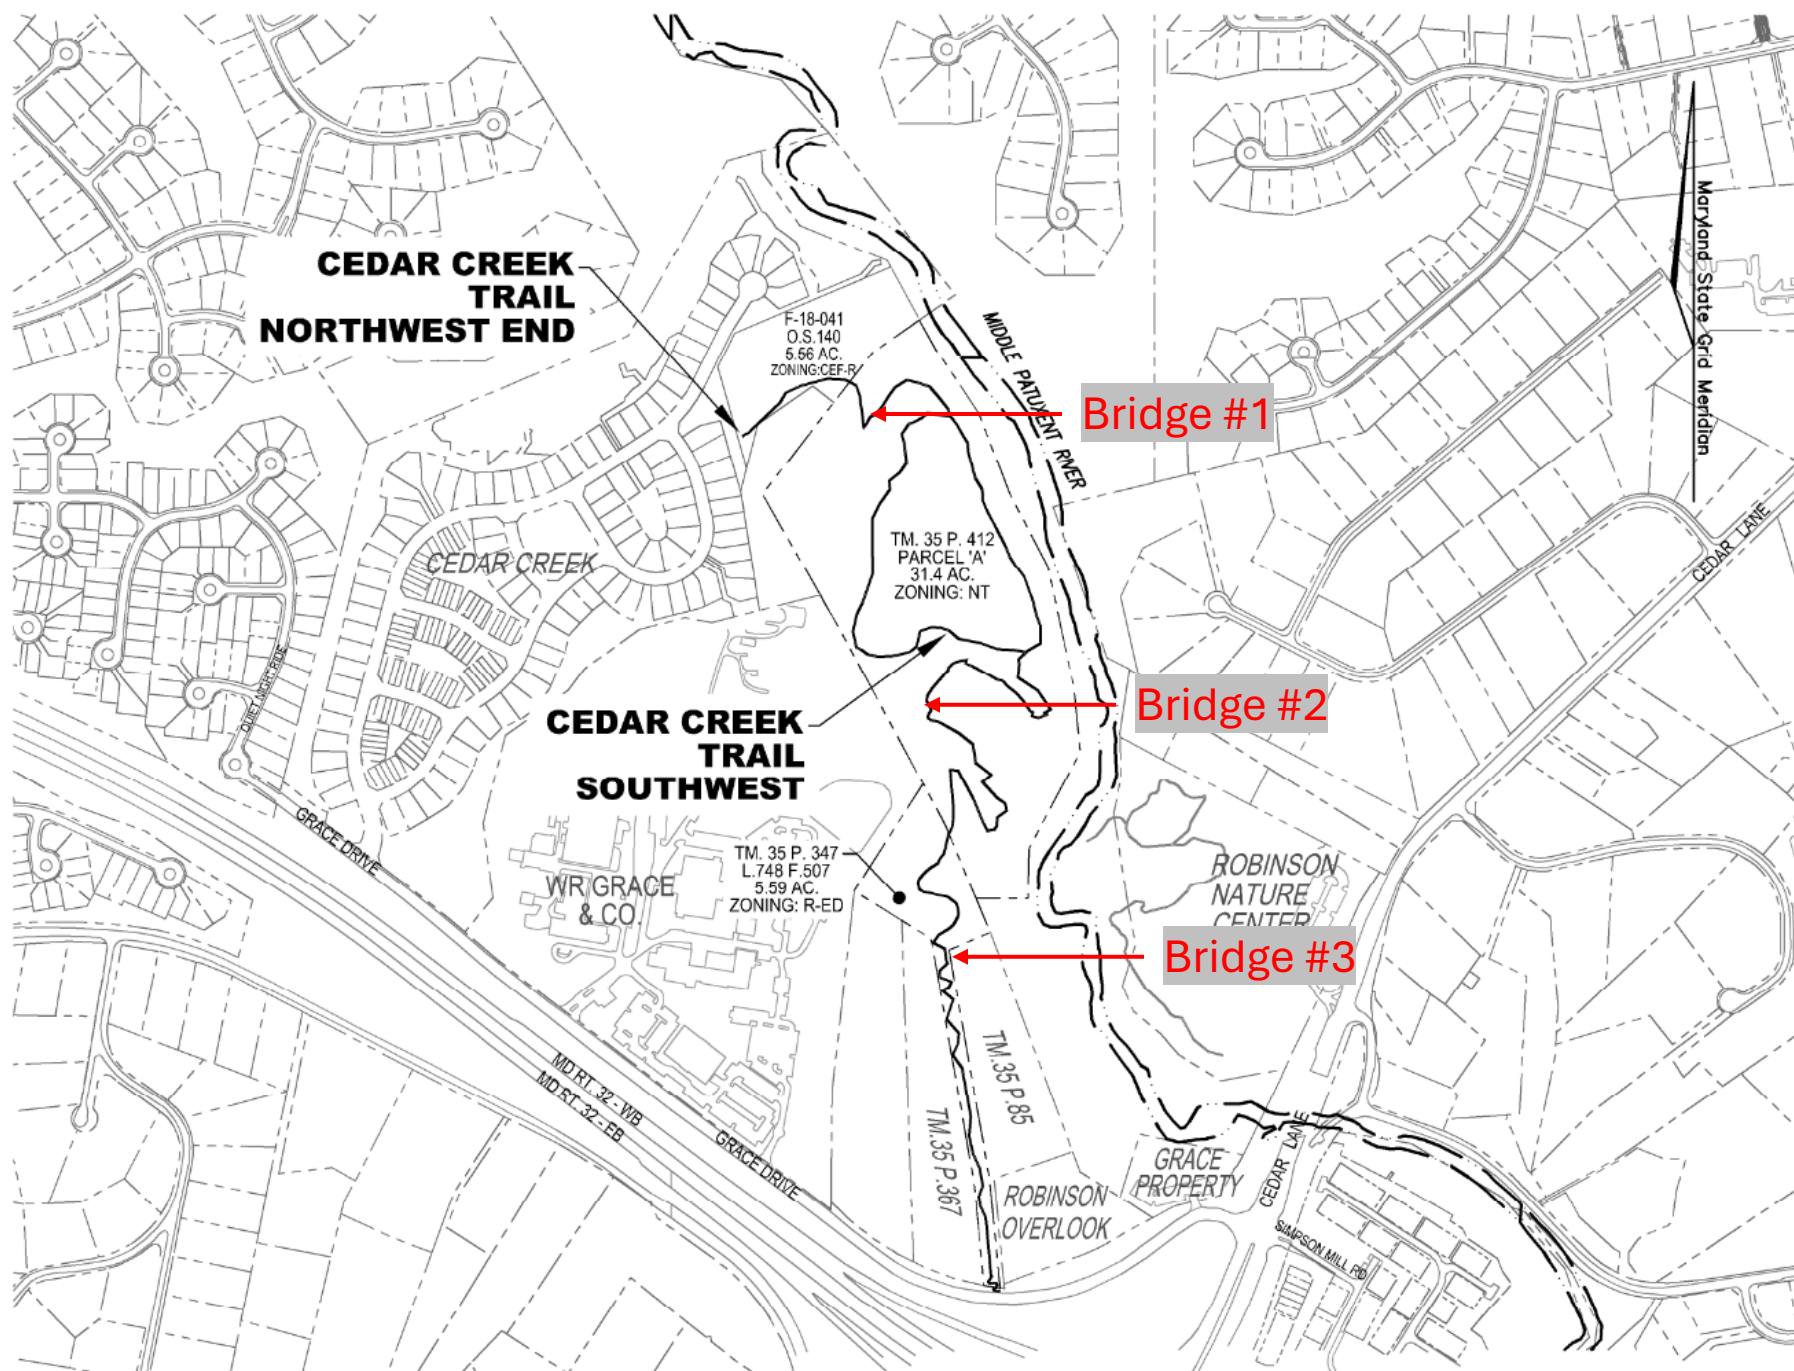 CEDAR CREEK
TRAIL
NORTHWEST END
F-18-041
O.S.140
5.56 AC.
ZONING:CEF-R
MIDDLE PATUXENT RIVER
Bridge #1
Maryland State Grid Meridian
CEDAR LANE
CEDAR CREEK
TM. 35 P. 412
PARCEL 'A'
31.4 AC.
ZONING: NT
QUIET NIGHT RIDE
Bridge #2
CEDAR CREEK
TRAIL
SOUTHWEST
GRACE DRIVE
TM. 35 P. 347
L.748 F.507
5.59 AC.
ZONING: R-ED
WR GRACE
& CO.
ROBINSON
NATURE
CENTER
Bridge #3
MD RT. 32 - WB
MD RT. 32 - EB
GRACE DRIVE
TM.35 P.85
TM.35 P.367
ROBINSON
OVERLOOK
GRACE
PROPERTY
CEDAR LANE
SIMPSON MILL RD